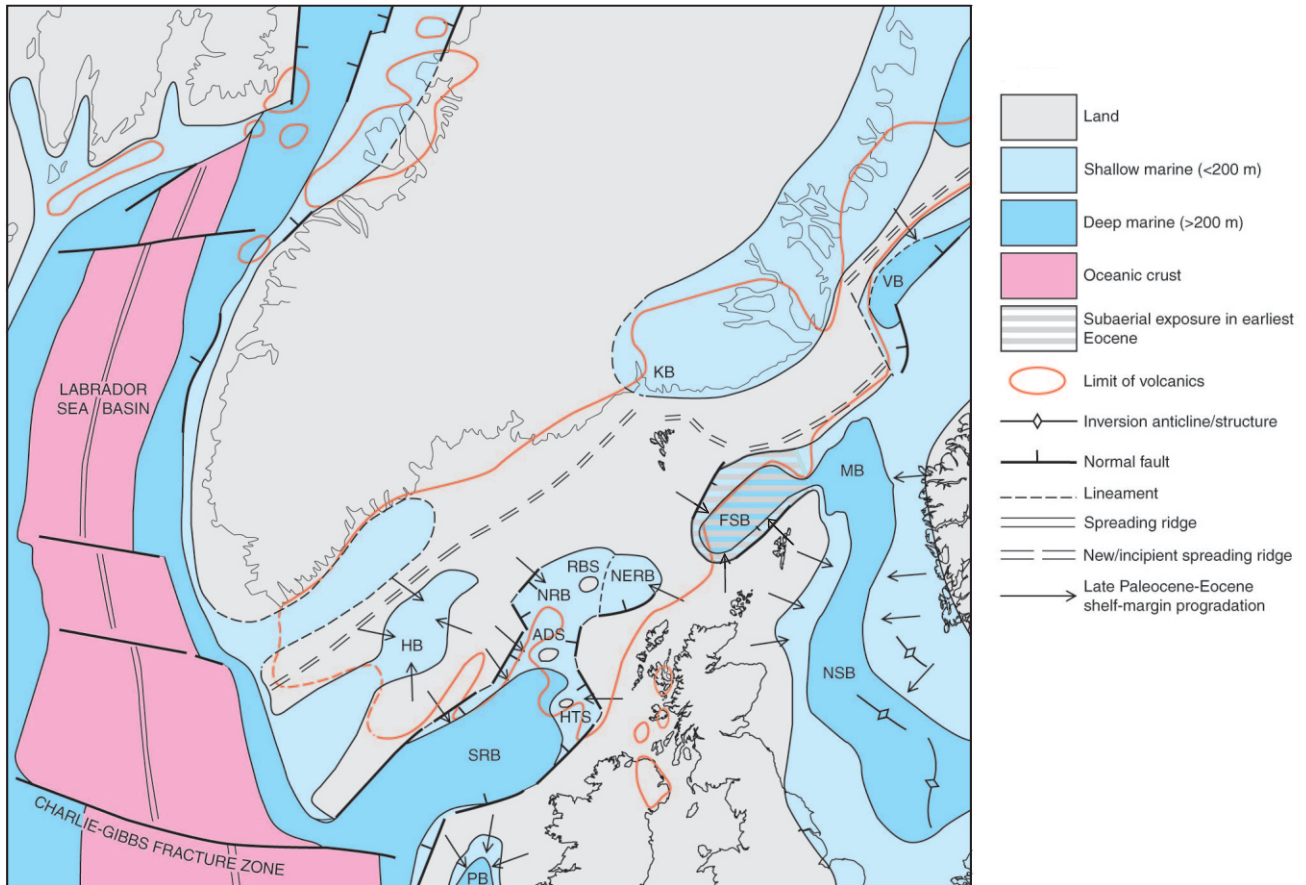 LABRADOR
SEA BASIN
CHARLIE-GIBBS FRACTURE ZONE
KB
VB
MB
FSB
RBS
NERB
NRB
ADS
HB
HTS
SRB
NSB
PB
Land
Shallow marine (<200 m)
Deep marine (>200 m)
Oceanic crust
Subaerial exposure in earliest
Eocene
Limit of volcanics
Inversion anticline/structure
Normal fault
Lineament
Spreading ridge
New/incipient spreading ridge
Late Paleocene-Eocene
shelf-margin progradation